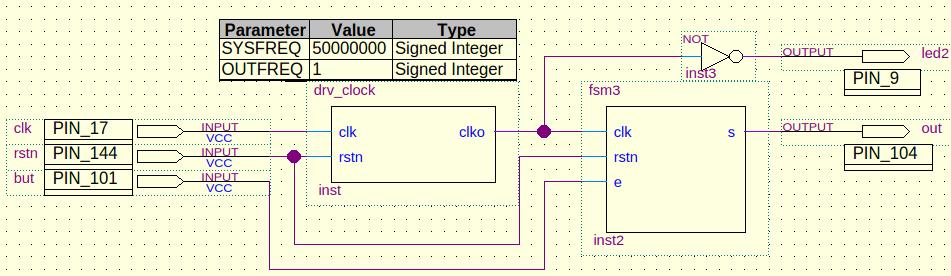 Parameter Value Type
SYSFREQ 50000000 Signed Integer
OUTFREQ 1 Signed Integer
NOT
inst3
OUTPUT
led2
PIN_9
drv_clock
fsm3
clk PIN_17 INPUT
VCC
rstn PIN_144 INPUT
VCC
but PIN_101 INPUT
VCC
clk clko
rstn
inst
clk s
rstn
e
inst2
OUTPUT
out
PIN_104